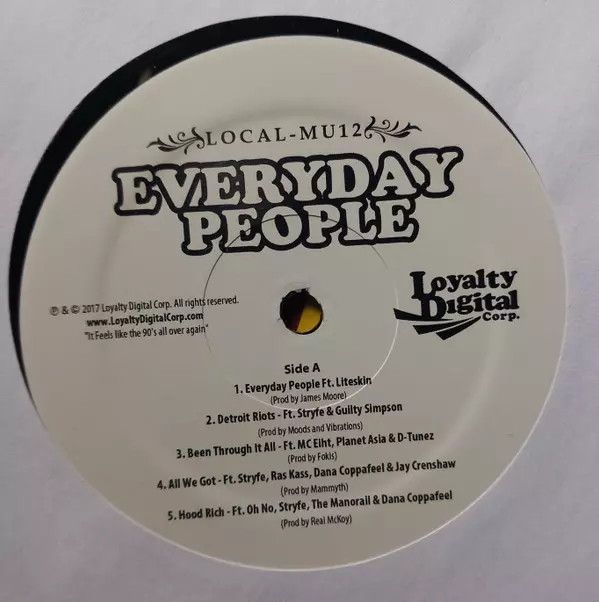 LOCAL-MU12
EVERYDAY
PEOPLE
℗ & © 2017 Loyalty Digital Corp. All rights reserved.
www.LoyaltyDigitalCorp.com
"It Feels like the 90's all over again"
Loyalty
Digital
Corp.
Side A
1. Everyday People Ft. Liteskin
(Prod by James Moore)
2. Detroit Riots - Ft. Stryfe & Guilty Simpson
(Prod by Moods and Vibrations)
3. Been Through It All - Ft. MC Eiht, Planet Asia & D-Tunez
(Prod by Fokis)
4. All We Got - Ft. Stryfe, Ras Kass, Dana Coppafeel & Jay Crenshaw
(Prod by Mammyth)
5. Hood Rich - Ft. Oh No, Stryfe, The Manorall & Dana Coppafeel
(Prod by Real McKoy)